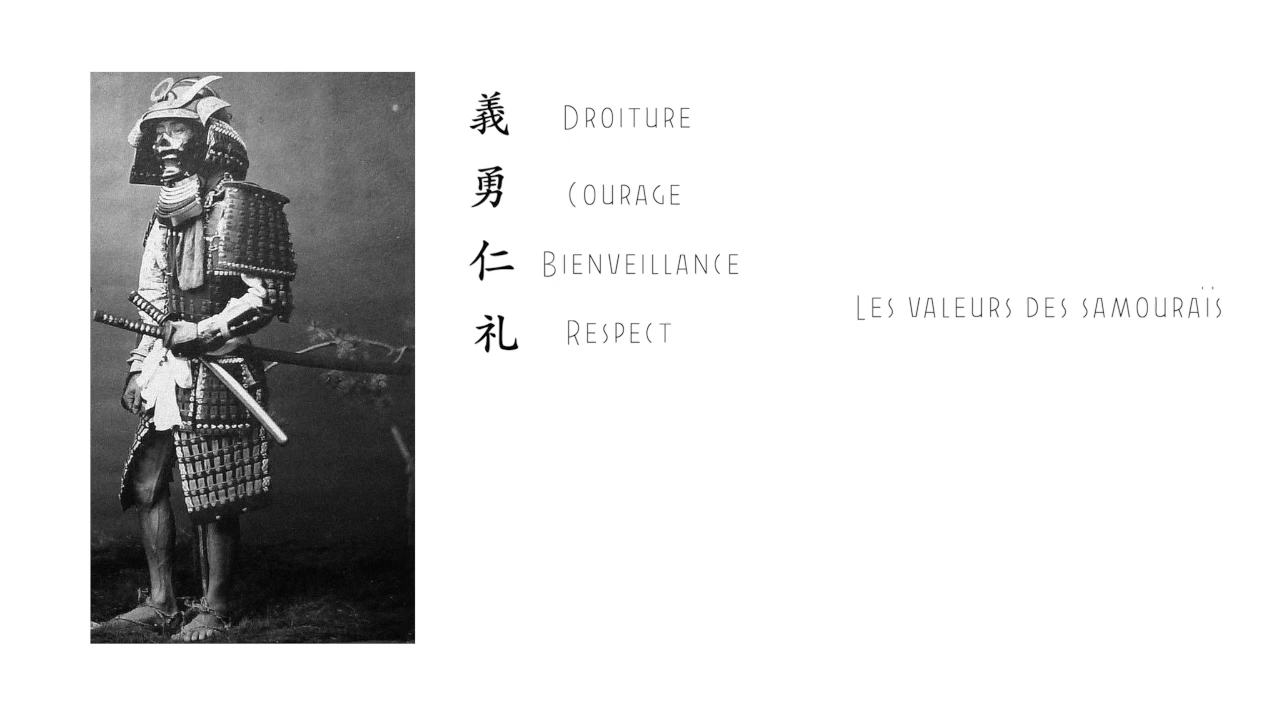 義 Droiture
勇 Courage
仁 Bienveillance
礼 Respect
Les valeurs des samouraïs